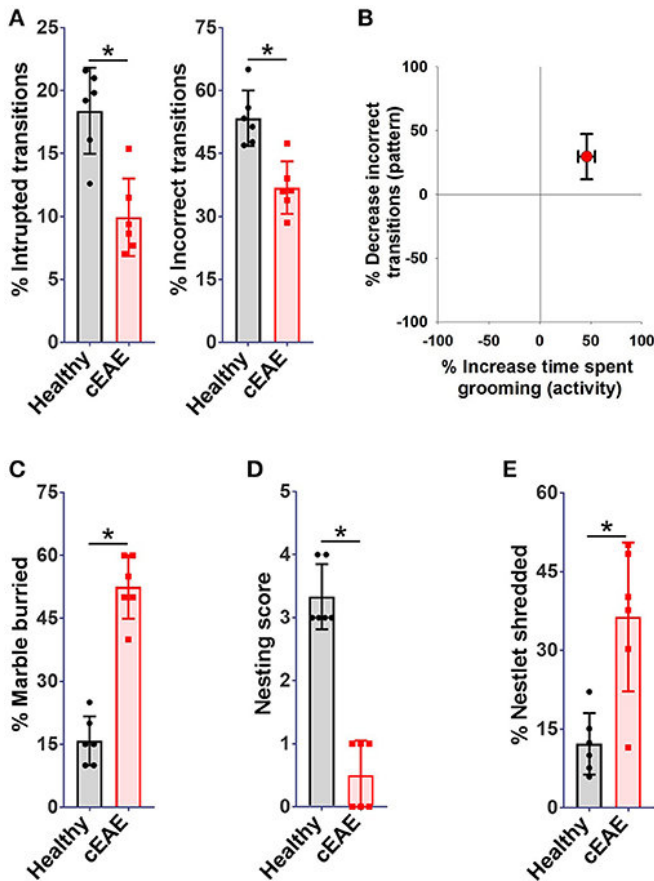 A
% Intrupted transitions
25
20
15
10
5
0
*
Healthy
cEAE
% Incorrect transitions
75
60
45
30
15
0
*
Healthy
cEAE
B
% Decrease incorrect
transitions (pattern)
100
50
0
-50
-100
-100 -50 0 50 100
% Increase time spent
grooming (activity)
C
% Marble burried
75
60
45
30
15
0
*
Healthy
cEAE
D
Nesting score
5
4
3
2
1
0
*
Healthy
cEAE
E
% Nestlet shredded
60
45
30
15
0
*
Healthy
cEAE